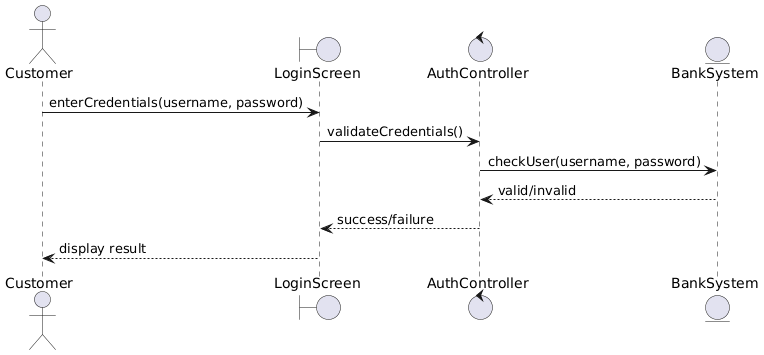 Customer
LoginScreen
AuthController
BankSystem
enterCredentials(username, password)
validateCredentials()
checkUser(username, password)
valid/invalid
success/failure
display result
Customer
LoginScreen
AuthController
BankSystem